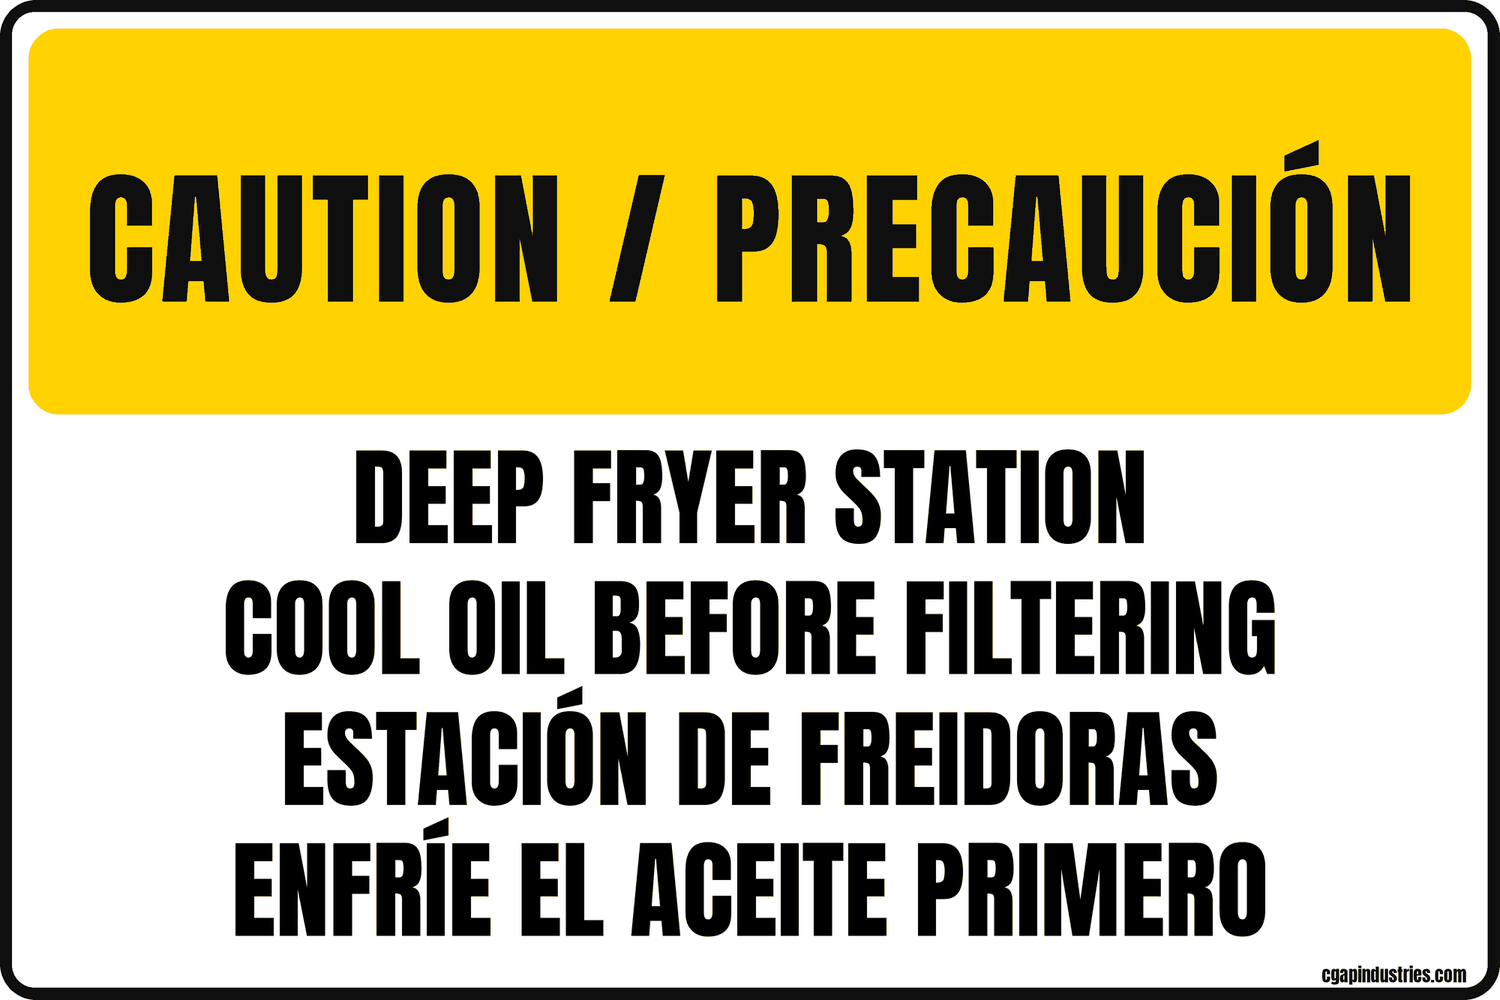 CAUTION / PRECAUCIÓN
DEEP FRYER STATION
COOL OIL BEFORE FILTERING
ESTACIÓN DE FREIDORAS
ENFRÍE EL ACEITE PRIMERO
cgapindustries.com